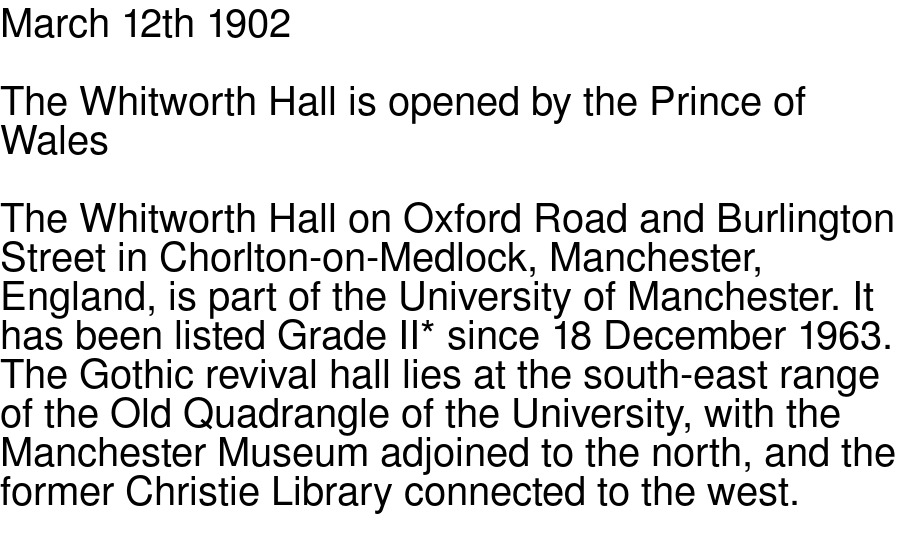 March 12th 1902
The Whitworth Hall is opened by the Prince of
Wales
The Whitworth Hall on Oxford Road and Burlington
Street in Chorlton-on-Medlock, Manchester,
England, is part of the University of Manchester. It
has been listed Grade II* since 18 December 1963.
The Gothic revival hall lies at the south-east range
of the Old Quadrangle of the University, with the
Manchester Museum adjoined to the north, and the
former Christie Library connected to the west.